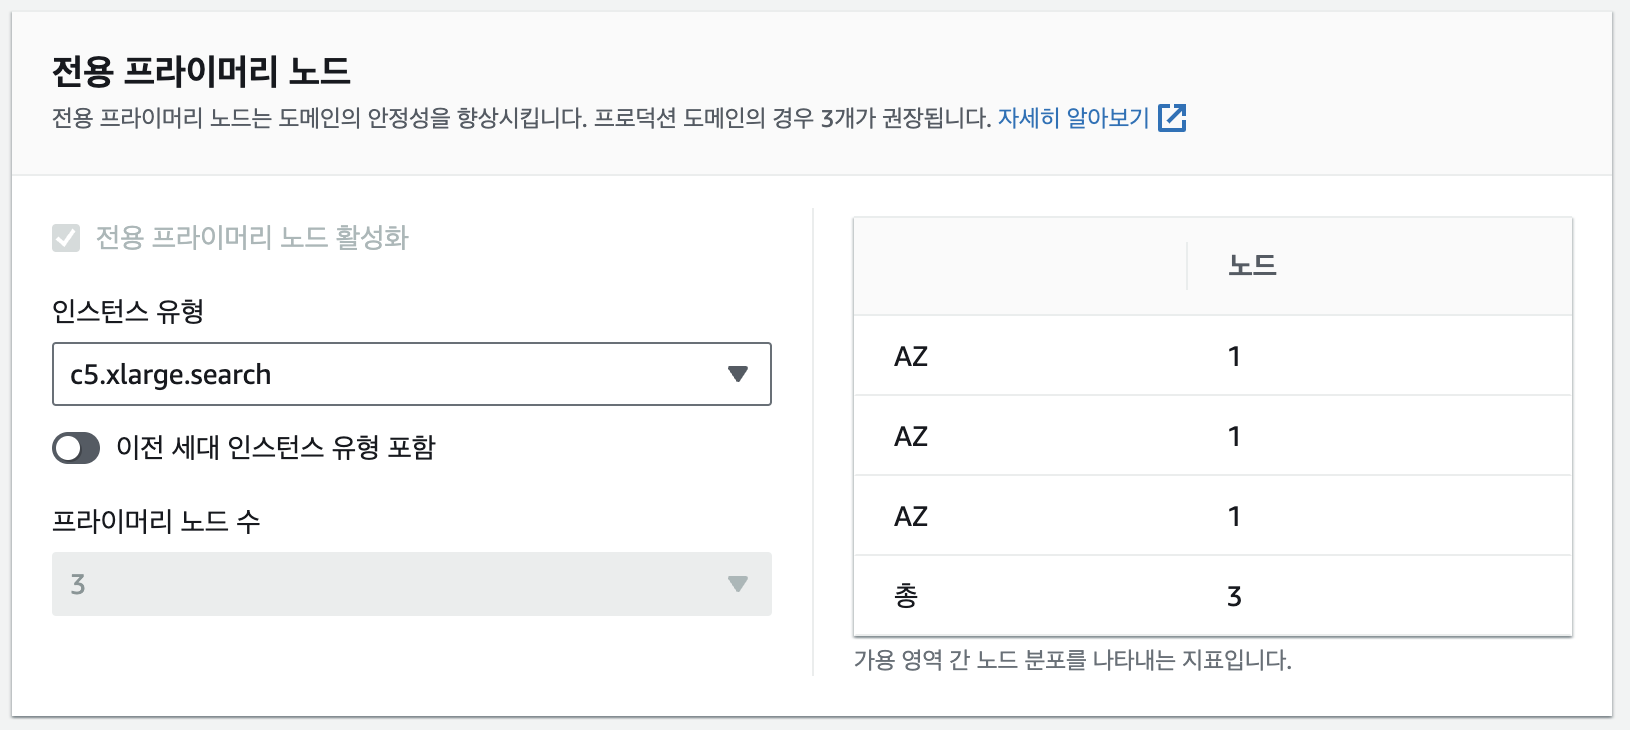 전용 프라이머리 노드
전용 프라이머리 노드는 도메인의 안정성을 향상시킵니다. 프로덕션 도메인의 경우 3개가 권장됩니다. 자세히 알아보기
전용 프라이머리 노드 활성화
인스턴스 유형
c5.xlarge.search
이전 세대 인스턴스 유형 포함
프라이머리 노드 수
3
노드
AZ 1
AZ 1
AZ 1
총 3
가용 영역 간 노드 분포를 나타내는 지표입니다.